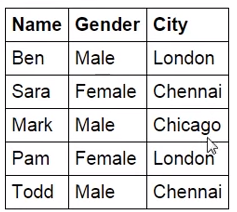 Name Gender City
Ben Male London
Sara Female Chennai
Mark Male Chicago
Pam Female London
Todd Male Chennai